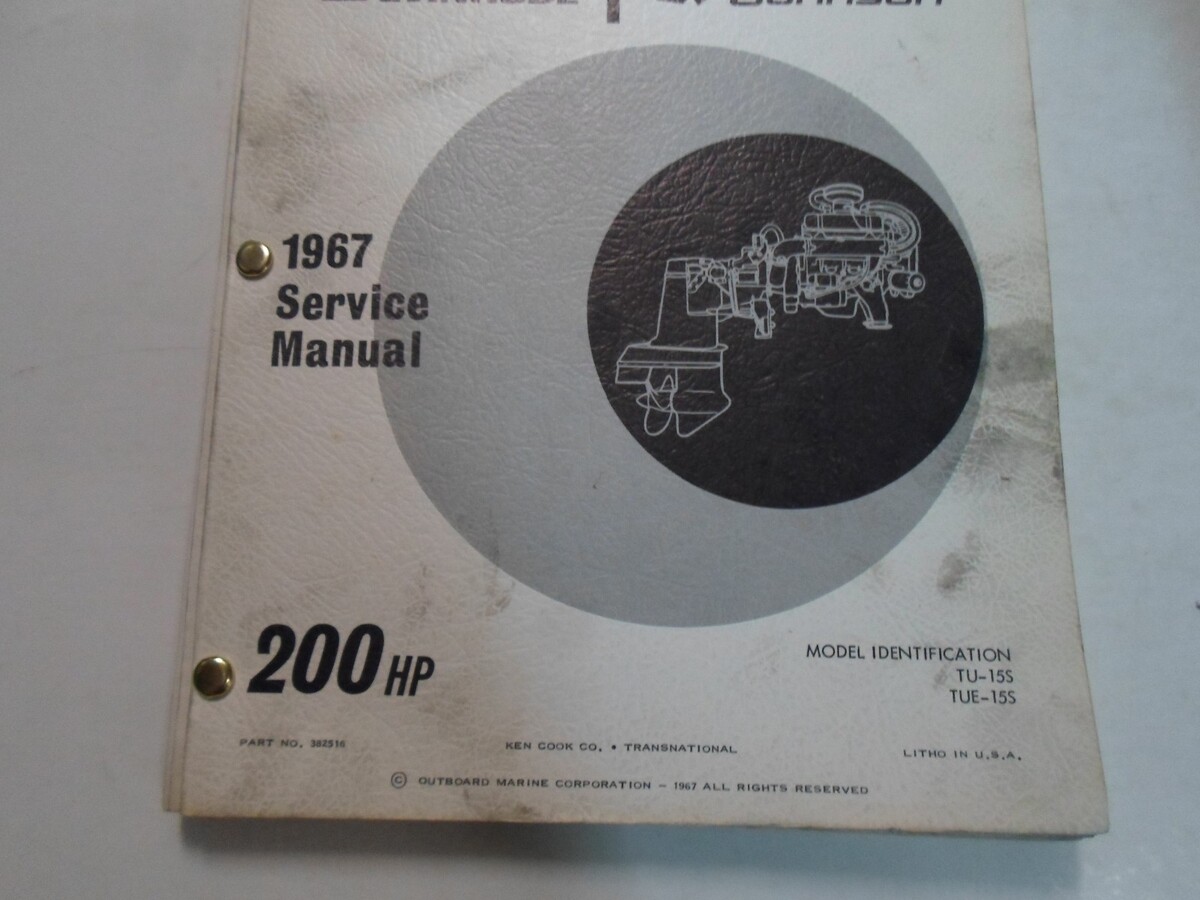 1967
Service
Manual
200 HP
MODEL IDENTIFICATION
TU-15S
TUE-15S
PART NO. 382516
KEN COOK CO. • TRANSNATIONAL
LITHO IN U.S.A.
© OUTBOARD MARINE CORPORATION — 1967 ALL RIGHTS RESERVED